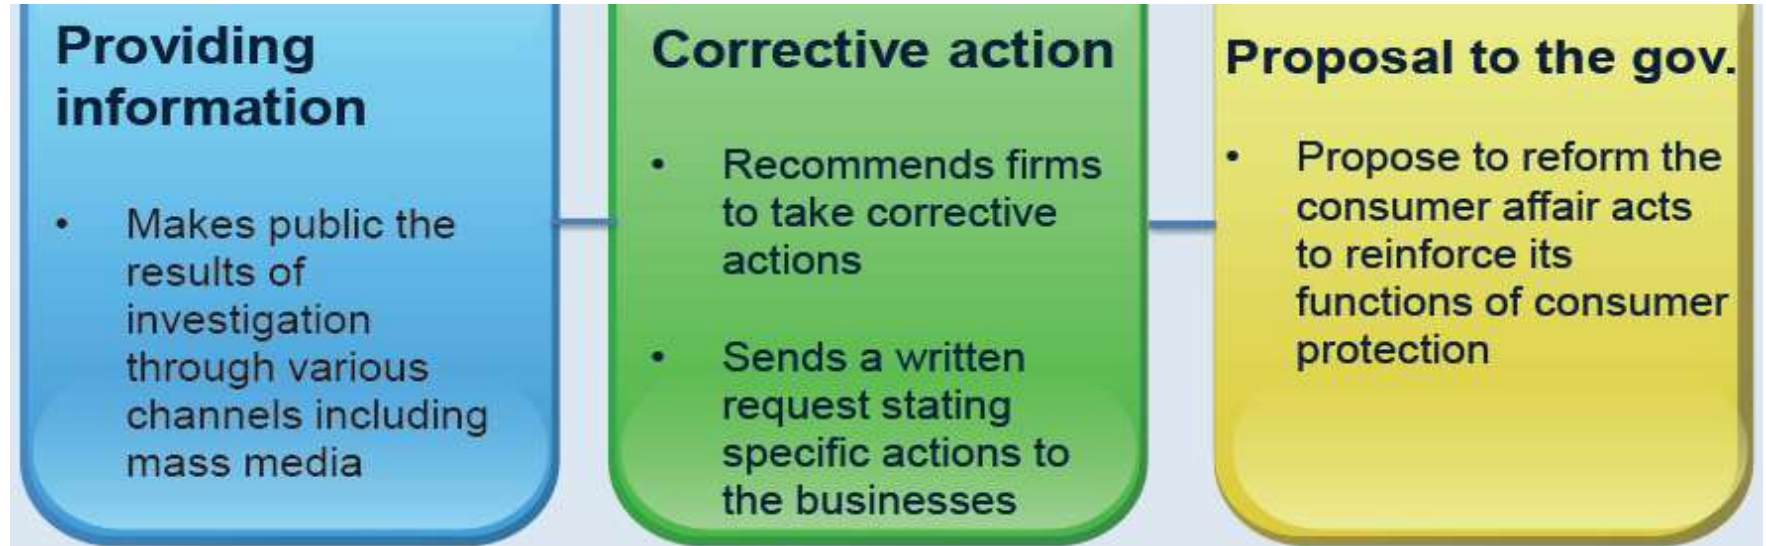 Providing
information
• Makes public the
results of
investigation
through various
channels including
mass media
Corrective action
• Recommends firms
to take corrective
actions
• Sends a written
request stating
specific actions to
the businesses
Proposal to the gov.
• Propose to reform the
consumer affair acts
to reinforce its
functions of consumer
protection